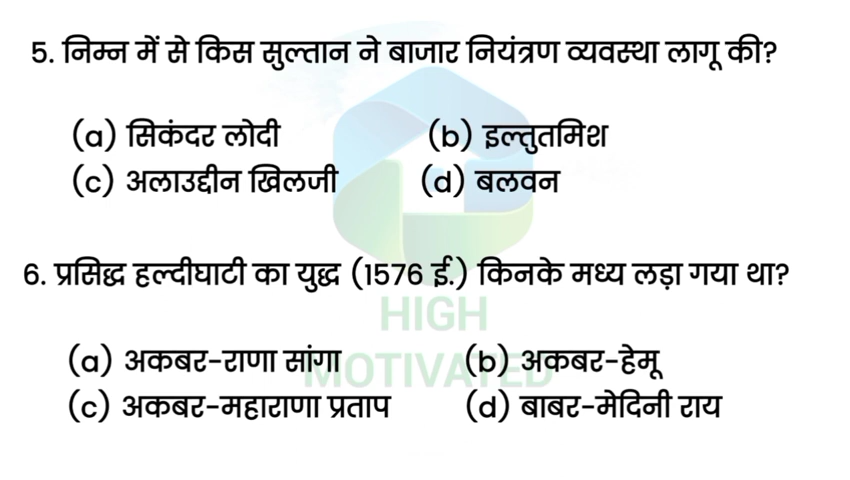 5. निम्न में से किस सुल्तान ने बाजार नियंत्रण व्यवस्था लागू की?
(a) सिकंदर लोदी (b) इल्तुतमिश
(c) अलाउद्दीन खिलजी (d) बलवन
6. प्रसिद्ध हल्दीघाटी का युद्ध (1576 ई.) किनके मध्य लड़ा गया था?
HIGH
(a) अकबर-राणा सांगा (b) अकबर-हेमू
MOTIVATED
(c) अकबर-महाराणा प्रताप (d) बाबर-मेदिनी राय